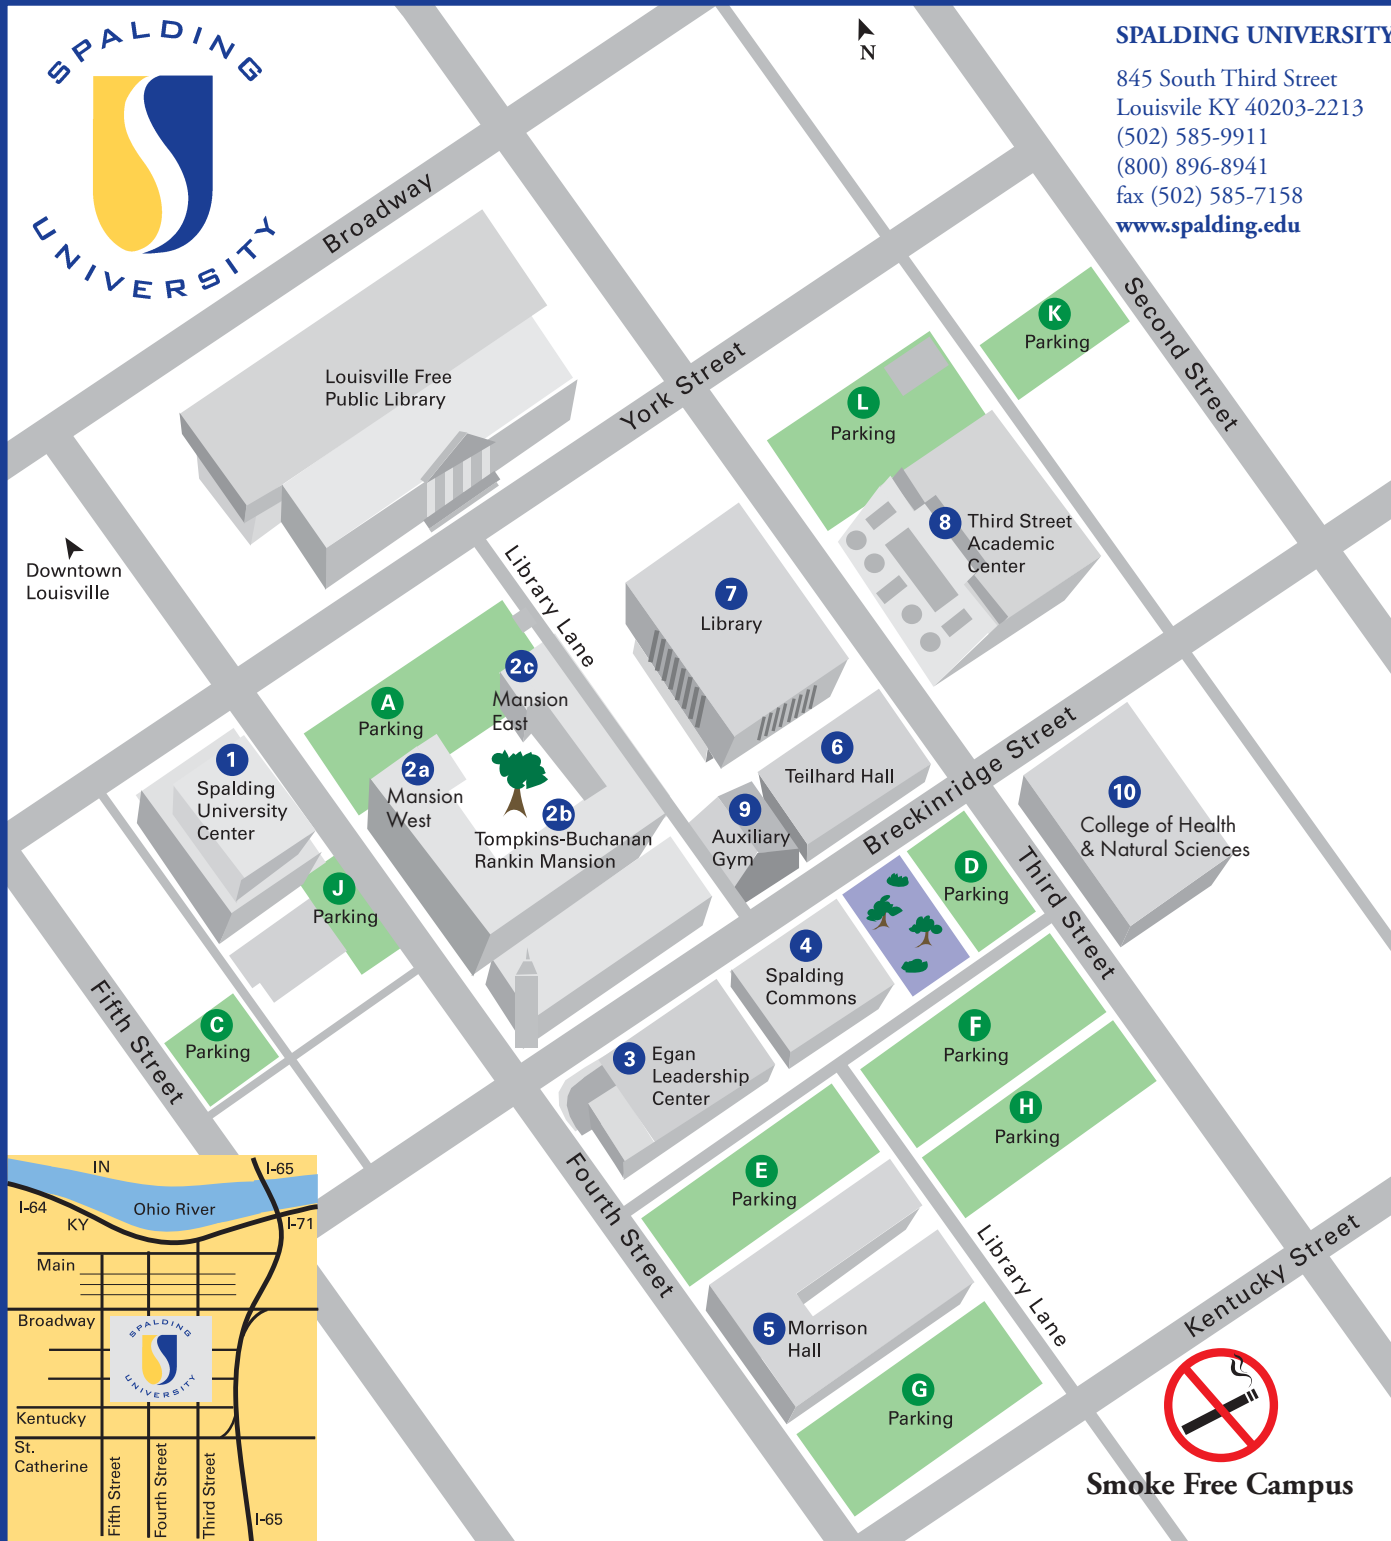 SPALDING
UNIVERSITY
N
SPALDING UNIVERSITY
845 South Third Street
Louisvile KY 40203-2213
(502) 585-9911
(800) 896-8941
fax (502) 585-7158
www.spalding.edu
Broadway
Second Street
K
Parking
York Street
L
Parking
Louisville Free
Public Library
8
Third Street
Academic
Center
Downtown
Louisville
Library Lane
7
Library
2c
Mansion
East
A
Parking
1
Spalding
University
Center
2a
Mansion
West
2b
Tompkins-Buchanan
Rankin Mansion
6
Teilhard Hall
9
Auxiliary
Gym
Breckinridge Street
10
College of Health
& Natural Sciences
Third Street
D
Parking
J
Parking
4
Spalding
Commons
Fifth Street
C
Parking
3
Egan
Leadership
Center
F
Parking
H
Parking
E
Parking
Fourth Street
Library Lane
Kentucky Street
5
Morrison
Hall
G
Parking
Smoke Free Campus
IN
I-65
I-64
KY
Ohio River
I-71
Main
Broadway
SPALDING
UNIVERSITY
Kentucky
St.
Catherine
Fifth Street
Fourth Street
Third Street
I-65